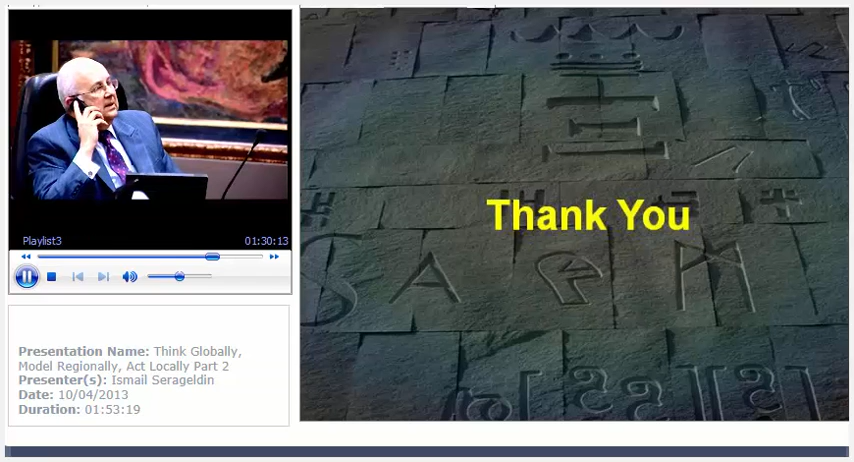 Playlist3 01:30:13
Presentation Name: Think Globally,
Model Regionally, Act Locally Part 2
Presenter(s): Ismail Serageldin
Date: 10/04/2013
Duration: 01:53:19
Thank You